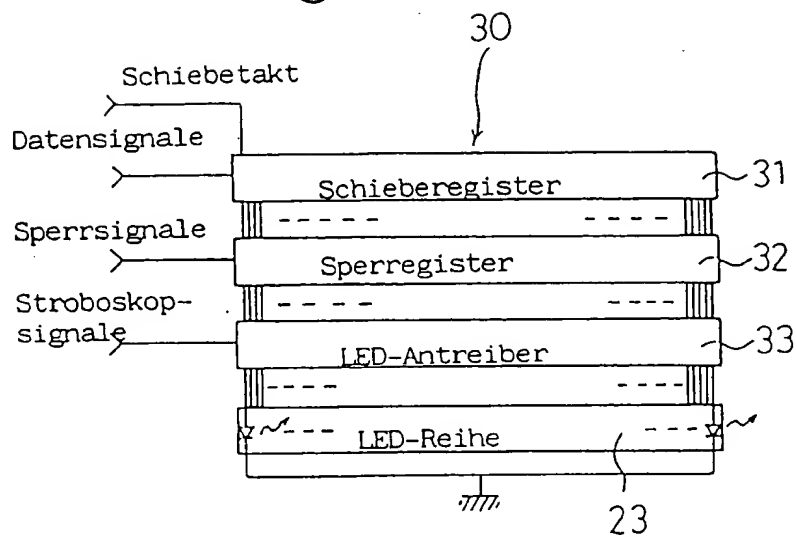 30
Schiebetakt
Datensignale
Schieberegister
31
Sperrsignale
Sperregister
32
Stroboskop-
signale
LED-Antreiber
33
LED-Reihe
23